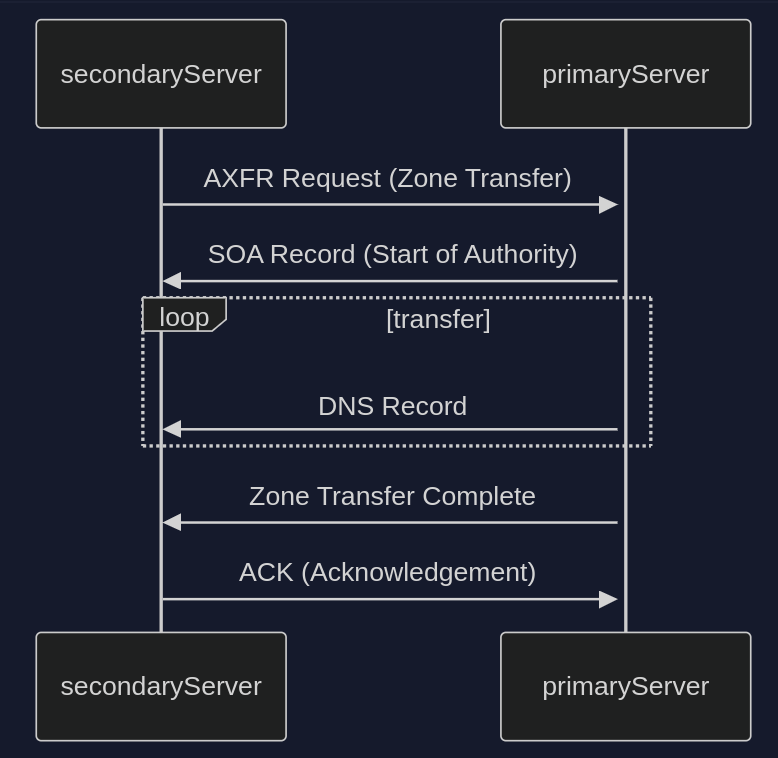 secondaryServer
primaryServer
AXFR Request (Zone Transfer)
SOA Record (Start of Authority)
loop
[transfer]
DNS Record
Zone Transfer Complete
ACK (Acknowledgement)
secondaryServer
primaryServer